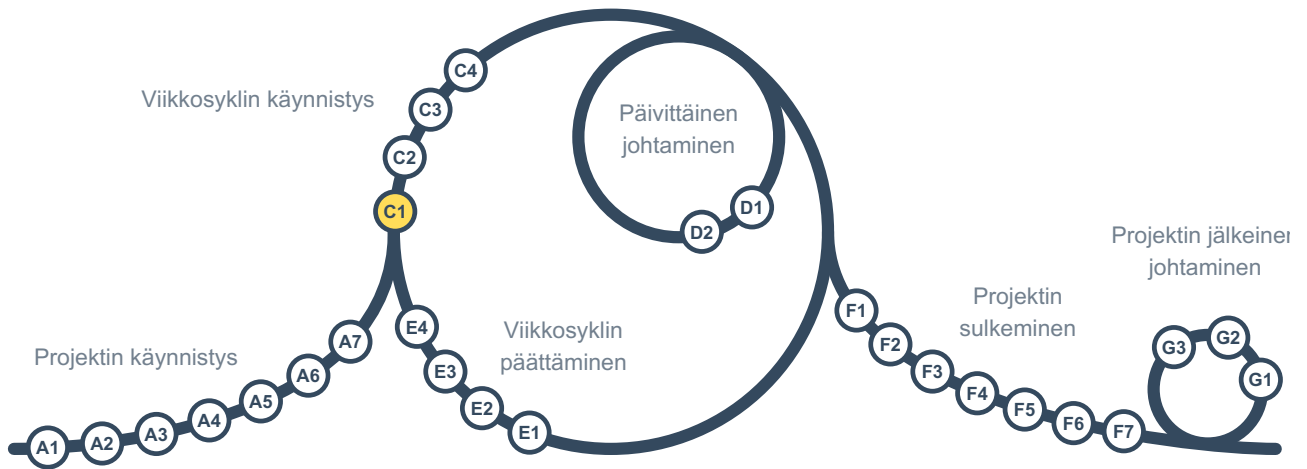 Viikkosyklin käynnistys
C4
C3
C2
C1
Päivittäinen
johtaminen
D1
D2
Projektin käynnistys
A1
A2
A3
A4
A5
A6
A7
Viikkosyklin
päättäminen
E4
E3
E2
E1
Projektin
sulkeminen
F1
F2
F3
F4
F5
F6
F7
Projektin jälkeinen
johtaminen
G3
G2
G1